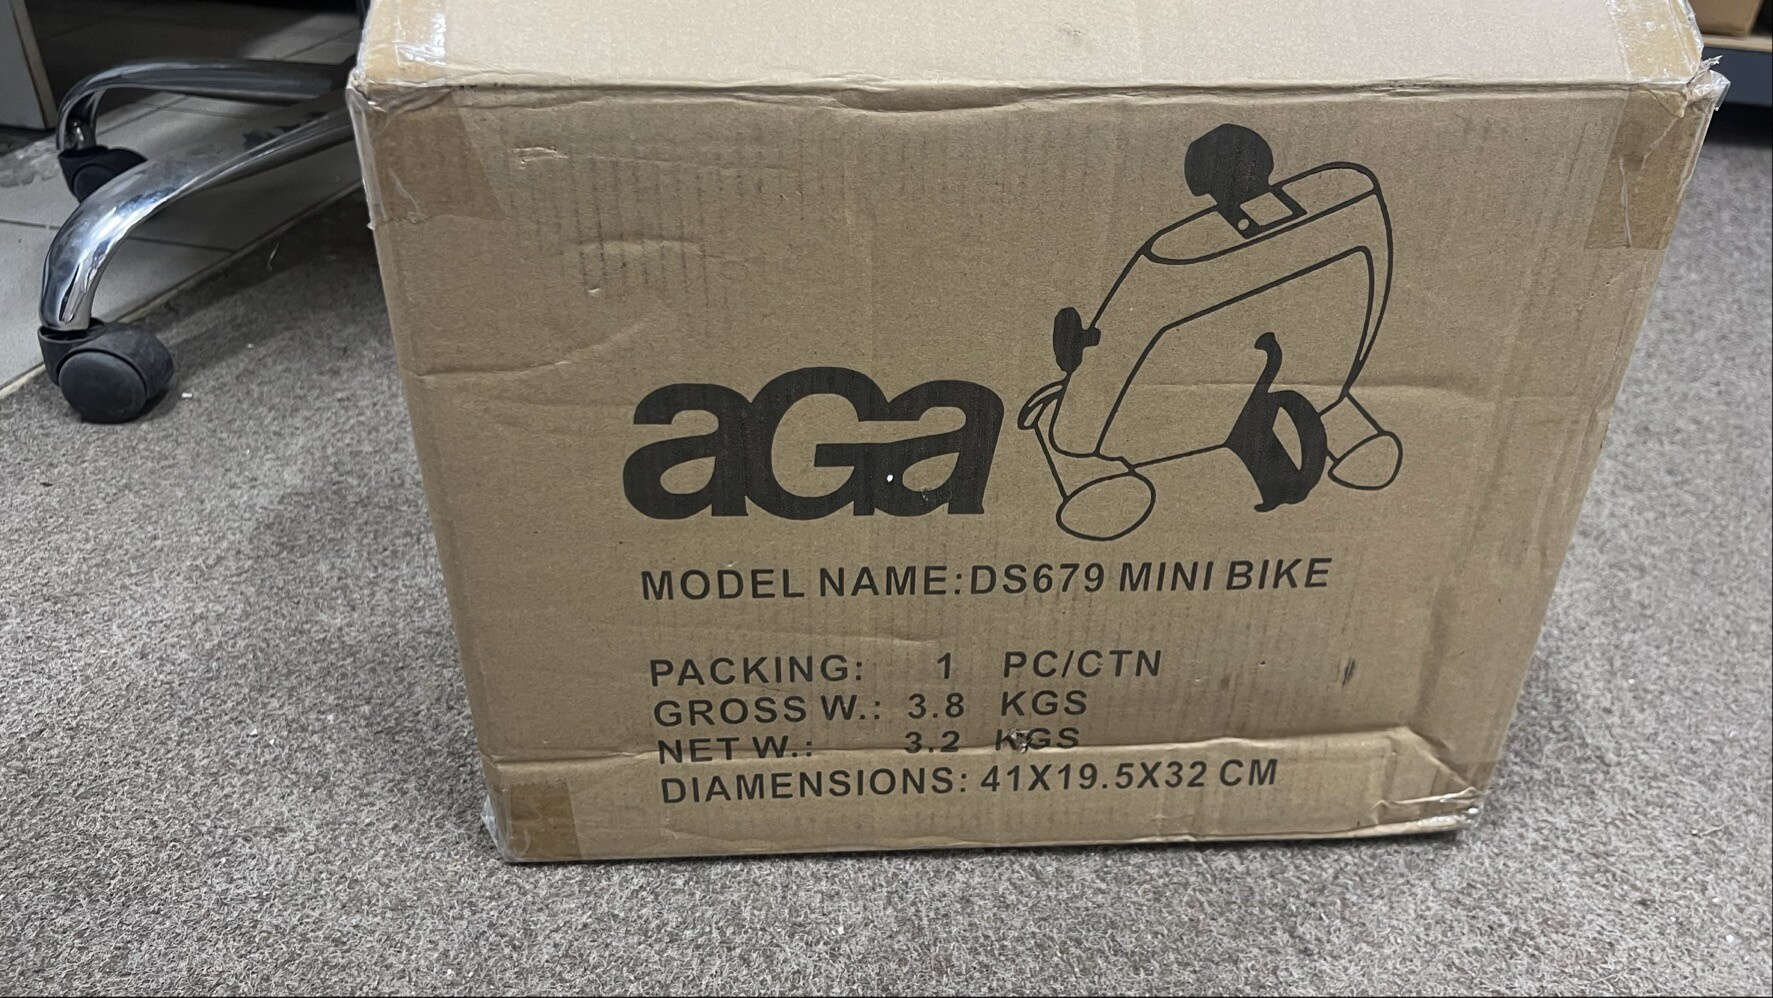 aGa
MODEL NAME:DS679 MINI BIKE
PACKING: 1 PC/CTN
GROSS W.: 3.8 KGS
NET W.: 3.2 KGS
DIAMENSIONS: 41X19.5X32 CM